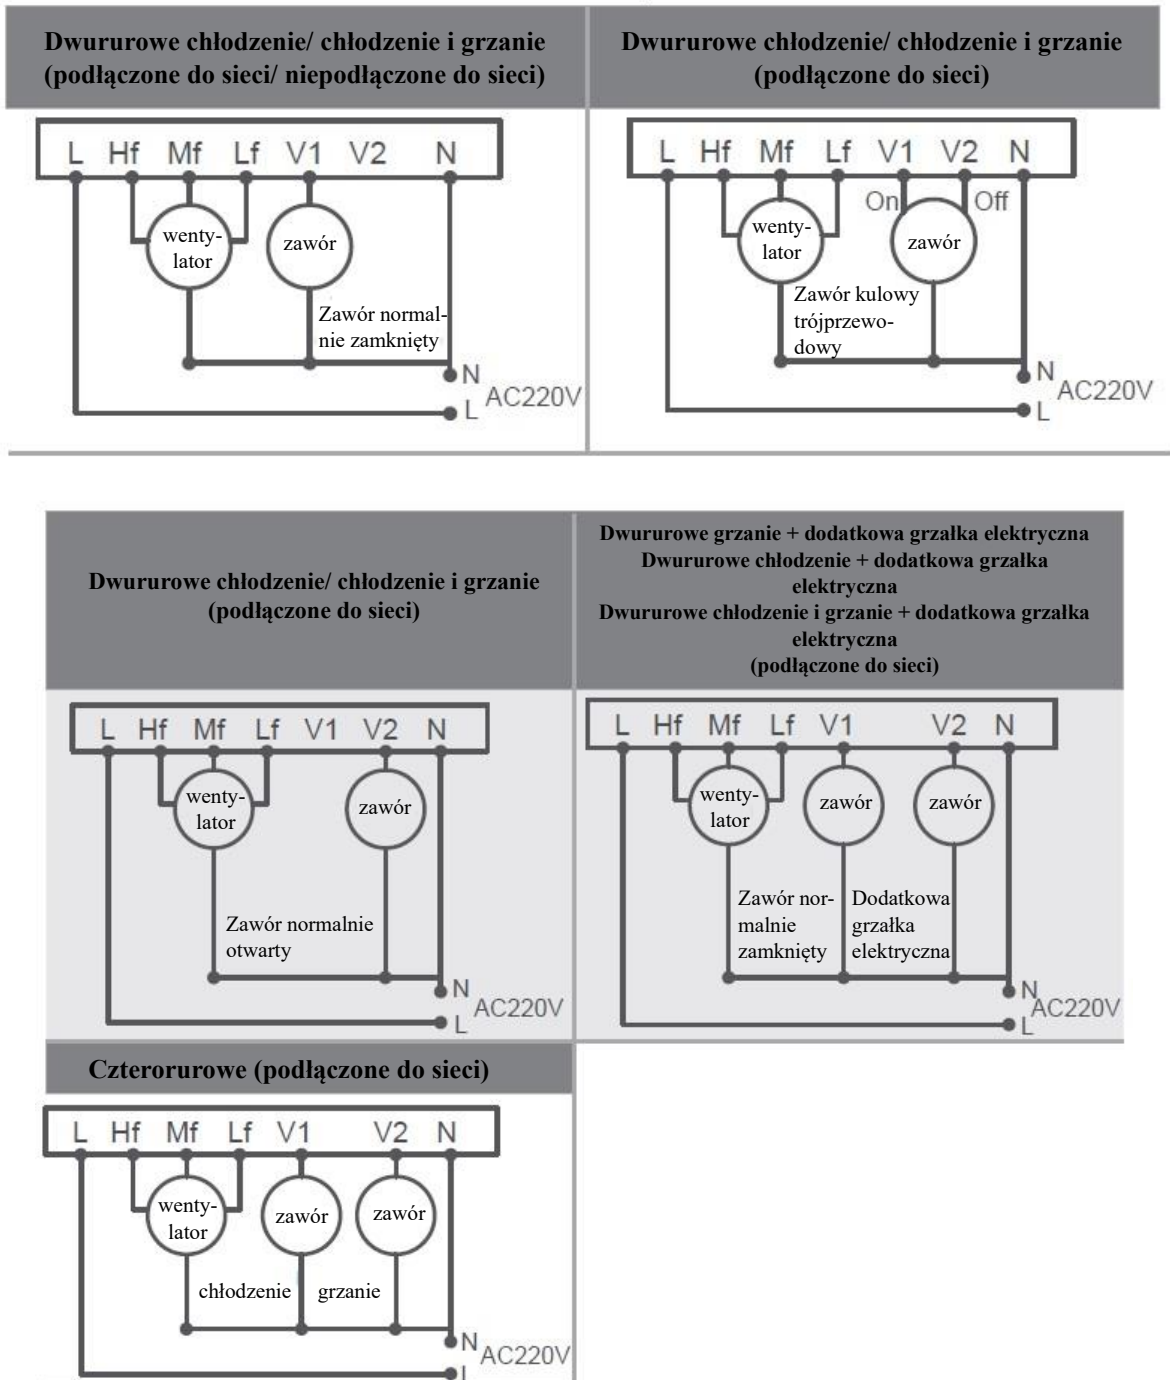 Dwururowe chłodzenie/ chłodzenie i grzanie
(podłączone do sieci/ niepodłączone do sieci)
Dwururowe chłodzenie/ chłodzenie i grzanie
(podłączone do sieci)
L Hf Mf Lf V1 V2 N
wenty-
lator
zawór
Zawór normal-
nie zamknięty
N
AC220V
L
L Hf Mf Lf V1 V2 N
On
Off
wenty-
lator
zawór
Zawór kulowy
trójprzewo-
dowy
N
AC220V
L
Dwururowe chłodzenie/ chłodzenie i grzanie
(podłączone do sieci)
Dwururowe grzanie + dodatkowa grzałka elektryczna
Dwururowe chłodzenie + dodatkowa grzałka
elektryczna
Dwururowe chłodzenie i grzanie + dodatkowa grzałka
elektryczna
(podłączone do sieci)
L Hf Mf Lf V1 V2 N
wenty-
lator
zawór
Zawór normalnie
otwarty
N
AC220V
L
L Hf Mf Lf V1 V2 N
wenty-
lator
zawór
zawór
Zawór nor-
malnie
zamknięty
Dodatkowa
grzałka
elektryczna
N
AC220V
L
Czterorurowe (podłączone do sieci)
L Hf Mf Lf V1 V2 N
wenty-
lator
zawór
zawór
chłodzenie
grzanie
N
AC220V
L